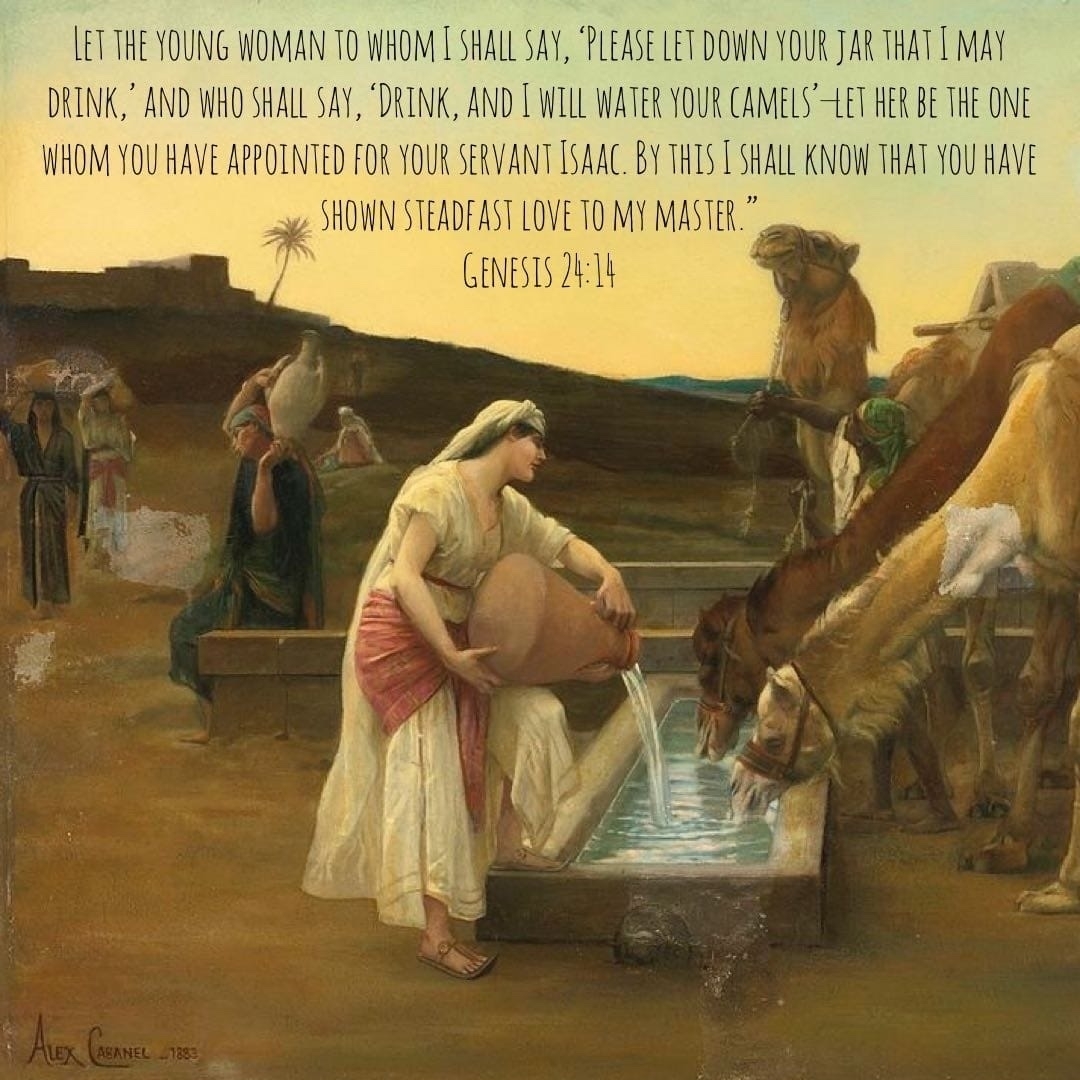 Let the young woman to whom I shall say, ‘Please let down your jar that I may
drink,’ and who shall say, ‘Drink, and I will water your camels’—let her be the one
whom you have appointed for your servant Isaac. By this I shall know that you have
shown steadfast love to my master.”
Genesis 24:14
Alex Cabanel _1883